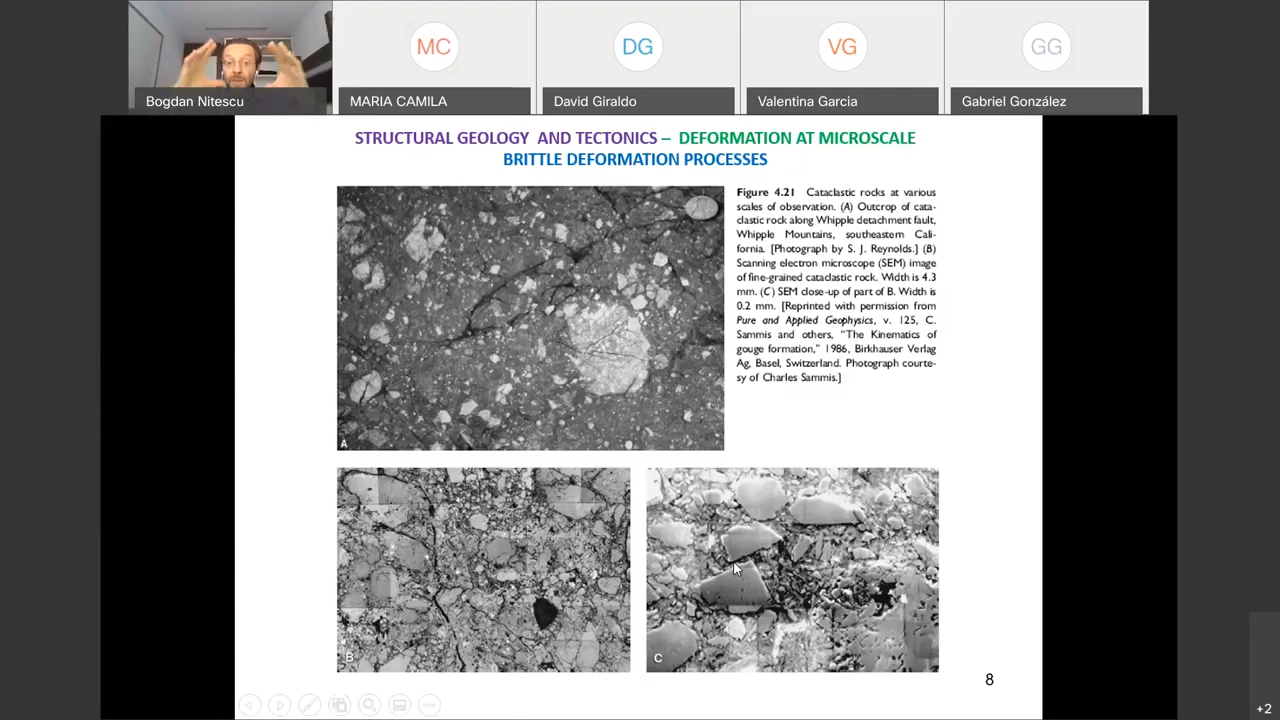 MC
DG
VG
GG
Bogdan Nitescu
MARIA CAMILA
David Giraldo
Valentina Garcia
Gabriel González
STRUCTURAL GEOLOGY AND TECTONICS – DEFORMATION AT MICROSCALE
BRITTLE DEFORMATION PROCESSES
Figure 4.21 Cataclastic rocks at various
scales of observation. (A) Outcrop of cata-
clastic rock along Whipple detachment fault,
Whipple Mountains, southeastern Cali-
fornia. [Photograph by S. J. Reynolds.] (B)
Scanning electron microscope (SEM) image
of fine-grained cataclastic rock. Width is 4.3
mm. (C) SEM close-up of part of B. Width is
0.2 mm. [Reprinted with permission from
Pure and Applied Geophysics, v. 125, C.
Sammis and others, "The Kinematics of
gouge formation," 1986, Birkhauser Verlag
Ag, Basel, Switzerland. Photograph courte-
sy of Charles Sammis.]
A
B
C
8
+2